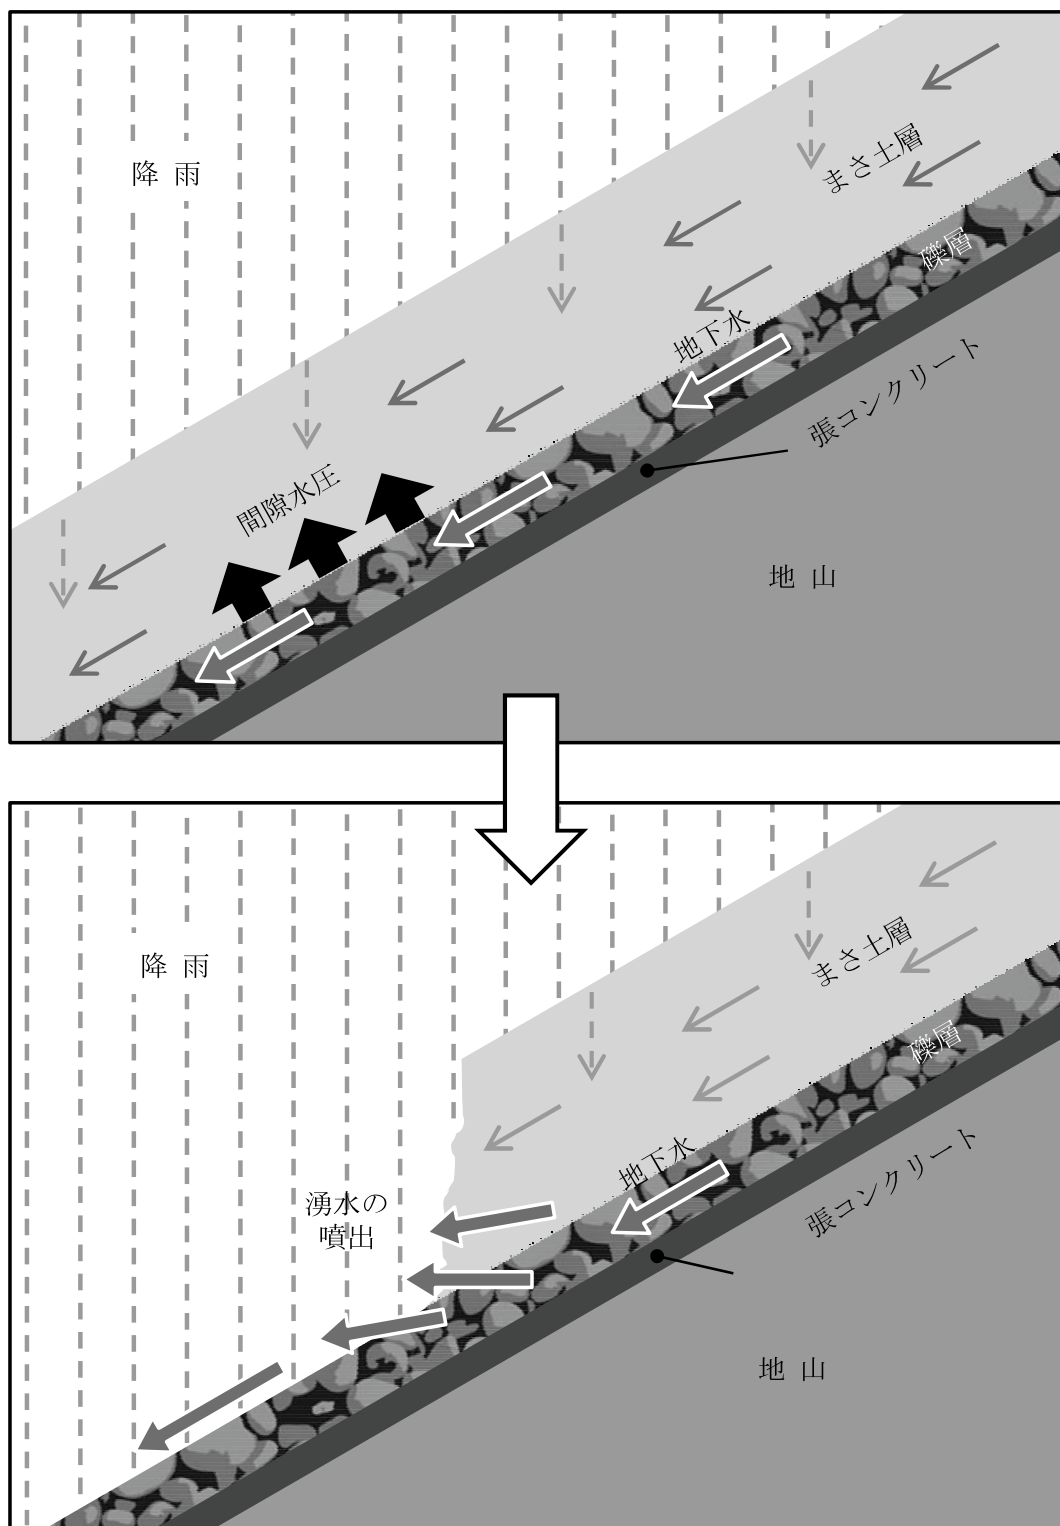 降雨
まさ土層
礫層
地下水
張コンクリート
間隙水圧
地山
降雨
まさ土層
礫層
地下水
張コンクリート
湧水の
噴出
地山